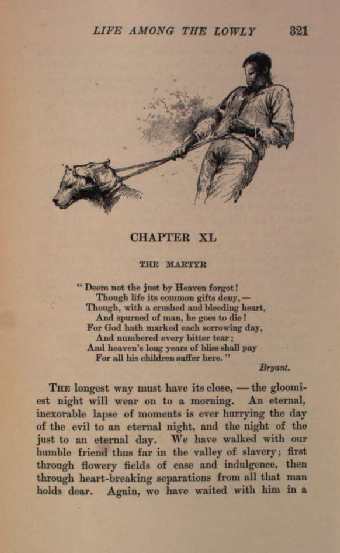 LIFE AMONG THE LOWLY 321
CHAPTER XL
THE MARTYR
"Deem not the just by Heaven forgot!
Though life its common gifts deny,—
Though, with a crushed and bleeding heart,
And spurned of man, he goes to die!
For God hath marked each sorrowing day,
And numbered every bitter tear;
And heaven's long years of bliss shall pay
For all his children suffer here."
Bryant.
THE longest way must have its close, — the gloomi-
est night will wear on to a morning. An eternal,
inexorable lapse of moments is ever hurrying the day
of the evil to an eternal night, and the night of the
just to an eternal day. We have walked with our
humble friend thus far in the valley of slavery; first
through flowery fields of ease and indulgence, then
through heart-breaking separations from all that man
holds dear. Again, we have waited with him in a